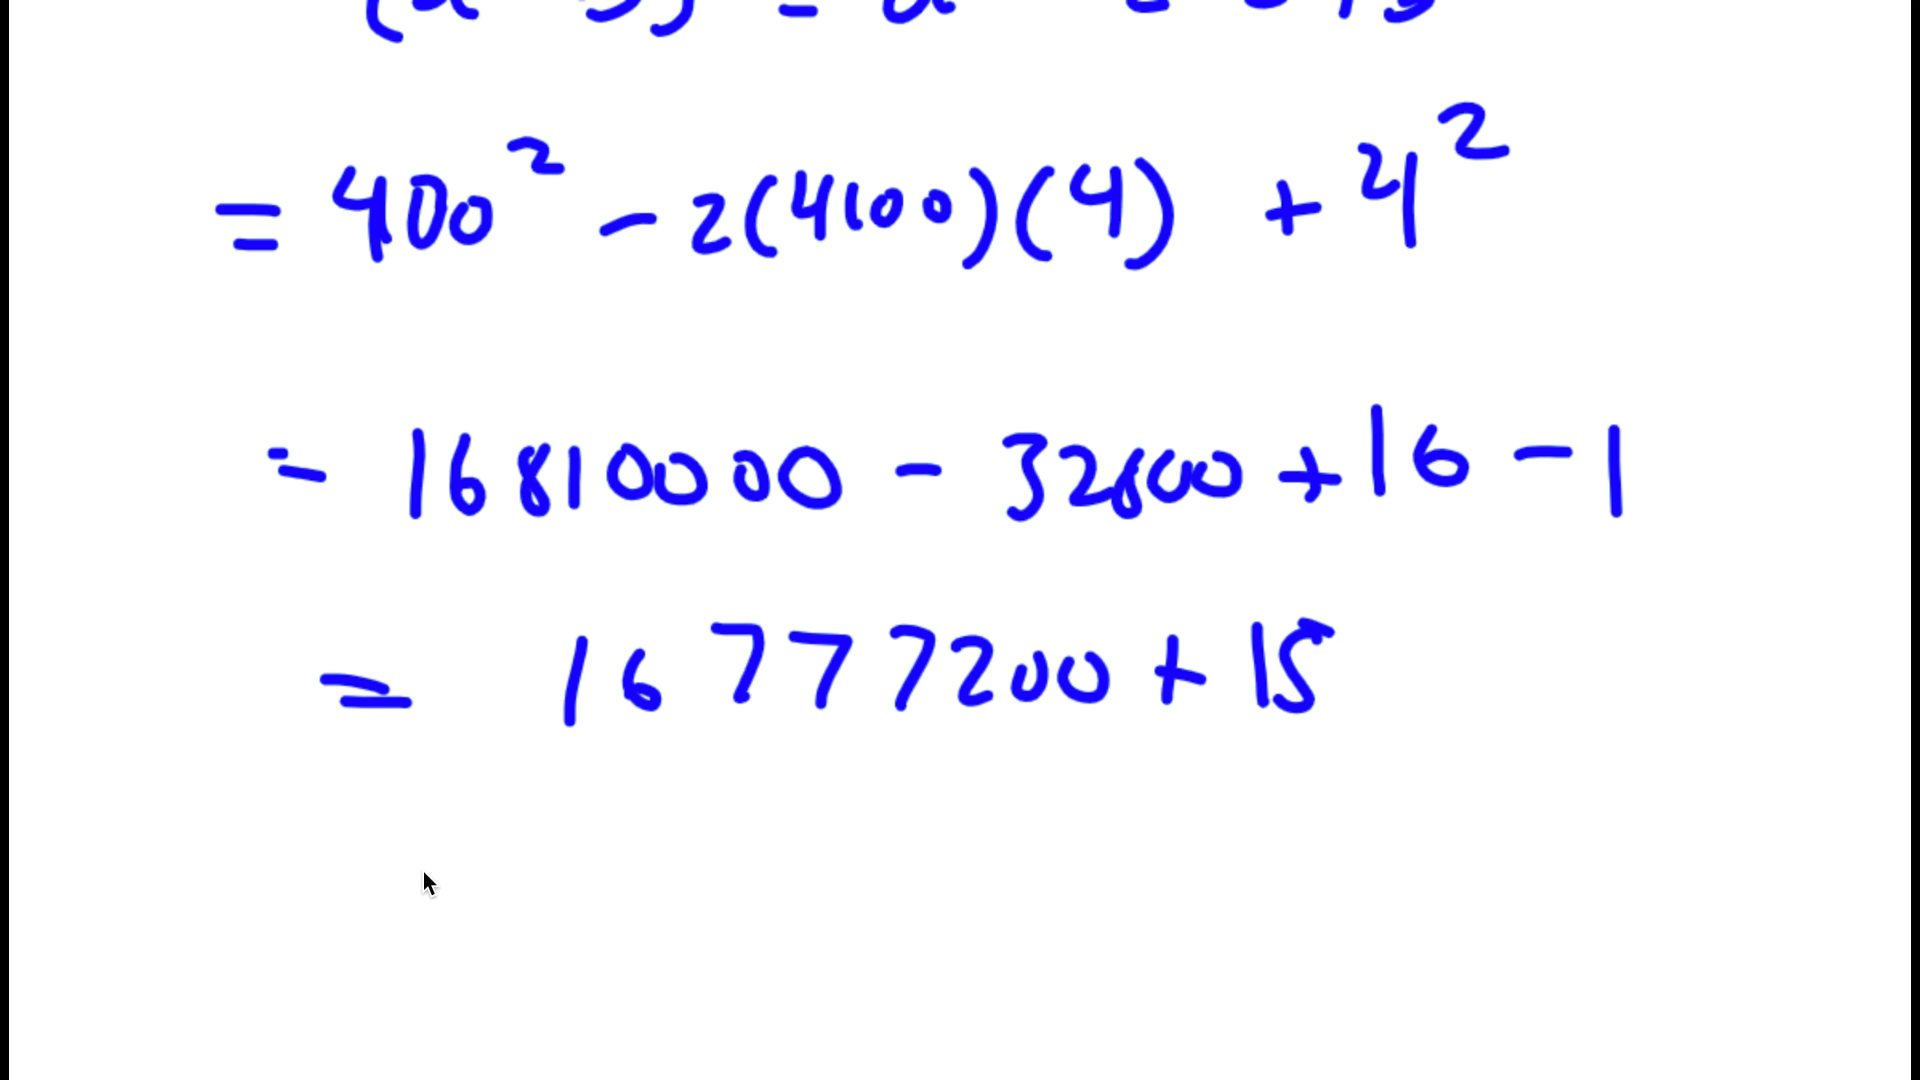 = 400² - 2(4100)(4) + 4²
= 16810000 - 32800 + 16 - 1
= 16777200 + 15